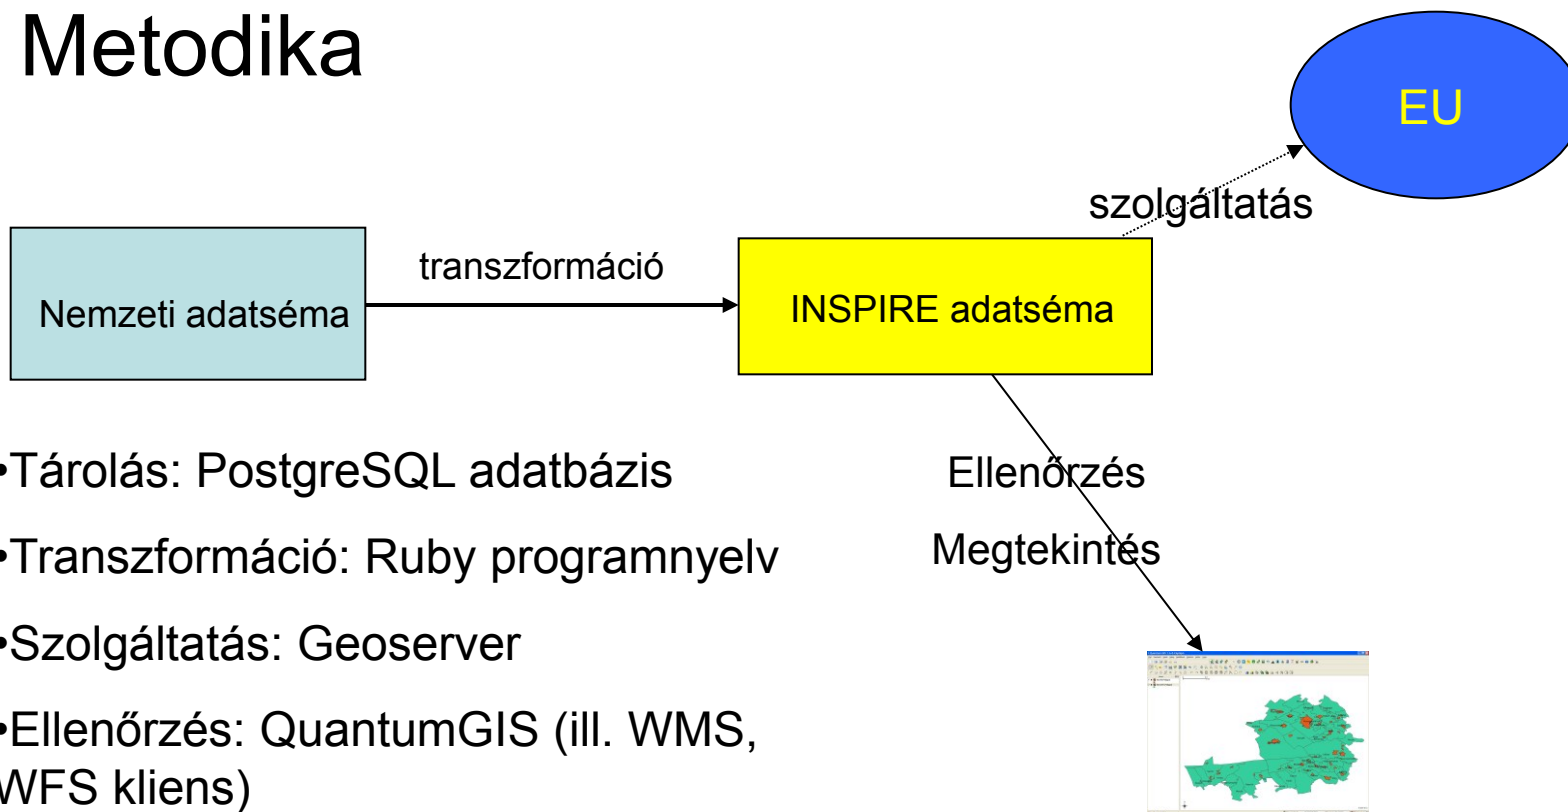 Metodika
EU
szolgáltatás
transzformáció
Nemzeti adatséma
INSPIRE adatséma
•Tárolás: PostgreSQL adatbázis
•Transzformáció: Ruby programnyelv
•Szolgáltatás: Geoserver
•Ellenőrzés: QuantumGIS (ill. WMS,
WFS kliens)
Ellenőrzés
Megtekintés